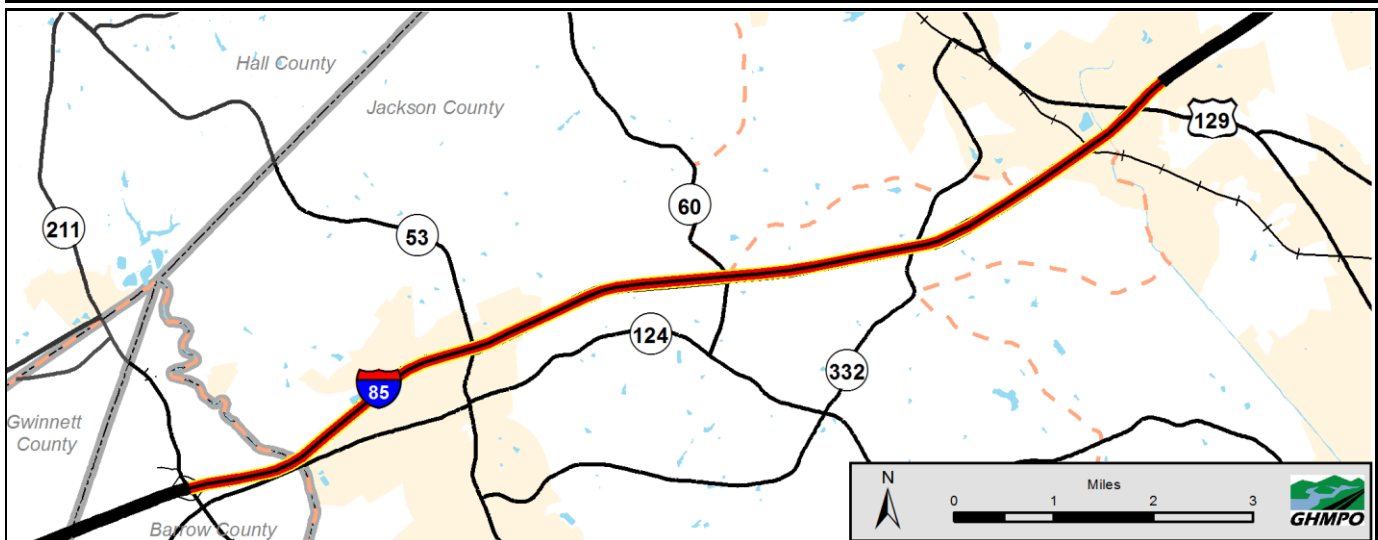 Hall County
Jackson County
129
60
211
53
124
332
85
Gwinnett
County
Barrow County
N
Miles
0 1 2 3
GHMPO